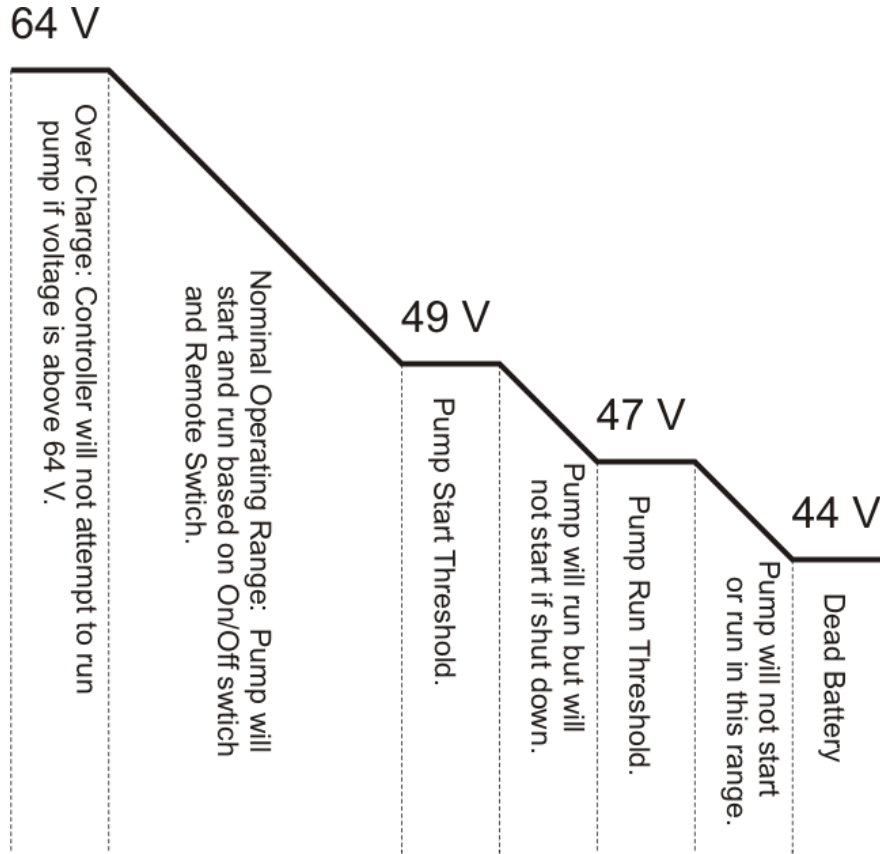 64 V
Over Charge: Controller will not attempt to run
pump if voltage is above 64 V.
Nominal Operating Range: Pump will
start and run based on On/Off swtich
and Remote Swtich.
49 V
Pump Start Threshold.
Pump will run but will
not start if shut down.
47 V
Pump Run Threshold.
Pump will not start
or run in this range.
44 V
Dead Battery